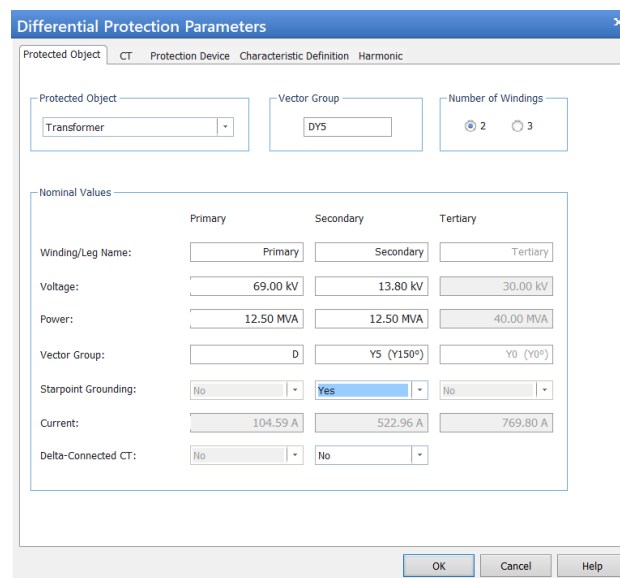 Differential Protection Parameters
Protected Object CT Protection Device Characteristic Definition Harmonic
Protected Object Vector Group Number of Windings
Transformer DY5 2 3
Nominal Values
Primary Secondary Tertiary
Winding/Leg Name: Primary Secondary Tertiary
Voltage: 69.00 kV 13.80 kV 30.00 kV
Power: 12.50 MVA 12.50 MVA 40.00 MVA
Vector Group: D Y5 (Y150º) Y0 (Y0º)
Starpoint Grounding: No Yes No
Current: 104.59 A 522.96 A 769.80 A
Delta-Connected CT: No No
OK Cancel Help